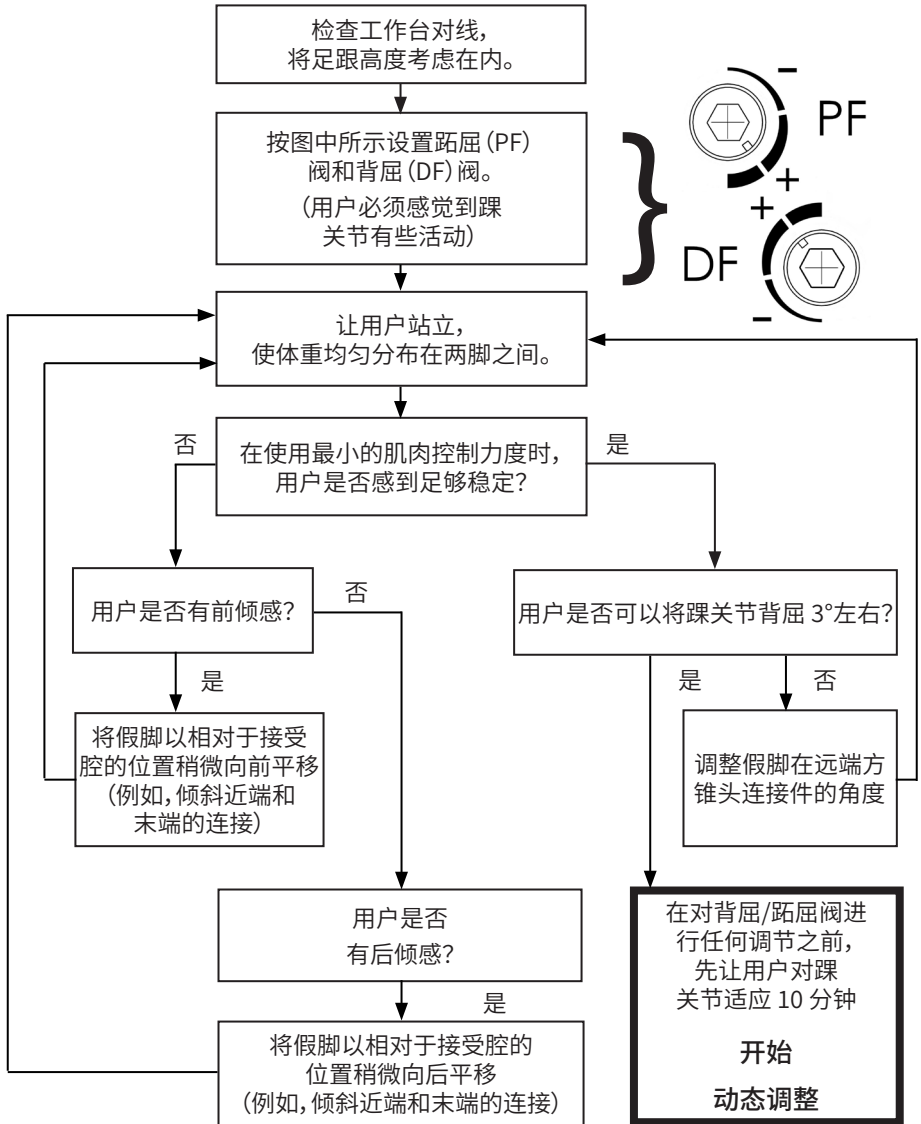 检查工作台对线，
将足跟高度考虑在内。
按图中所示设置跖屈（PF）
阀和背屈（DF）阀。
（用户必须感觉到踝
关节有些活动）
−
PF
+
+
DF
−
让用户站立，
使体重均匀分布在两脚之间。
否
在使用最小的肌肉控制力度时，
用户是否感到足够稳定？
是
用户是否有前倾感？
否
用户是否可以将踝关节背屈 3°左右？
是
是
否
将假脚以相对于接受
腔的位置稍微向前平移
（例如，倾斜近端和
末端的连接）
调整假脚在远端方
锥头连接件的角度
用户是否
有后倾感？
是
将假脚以相对于接受腔的
位置稍微向后平移
（例如，倾斜近端和末端的连接）
在对背屈/跖屈阀进
行任何调节之前，
先让用户对踝
关节适应 10 分钟
开始
动态调整